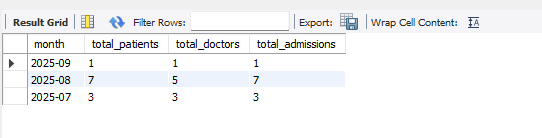 Result Grid Filter Rows: Export: Wrap Cell Content: IA
month total_patients total_doctors total_admissions
2025-09 1 1 1
2025-08 7 5 7
2025-07 3 3 3